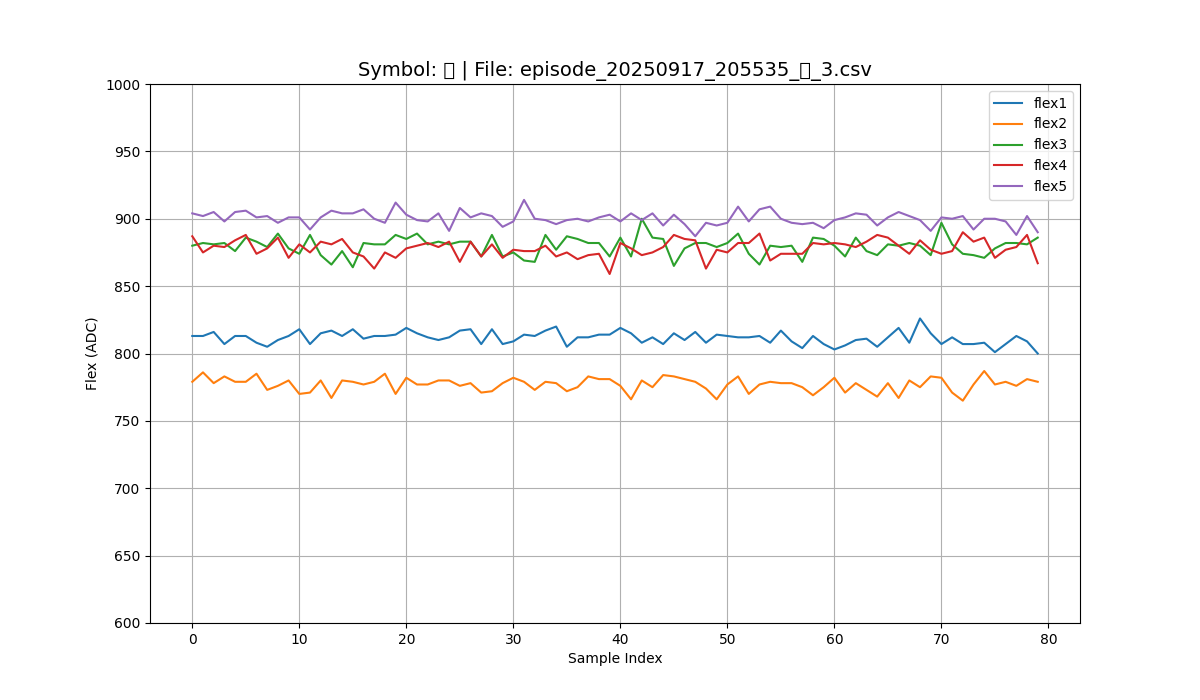 Symbol: ▯ | File: episode_20250917_205535_▯_3.csv
1000
950
900
850
800
750
700
650
600
Flex (ADC)
0 10 20 30 40 50 60 70 80
Sample Index
flex1
flex2
flex3
flex4
flex5